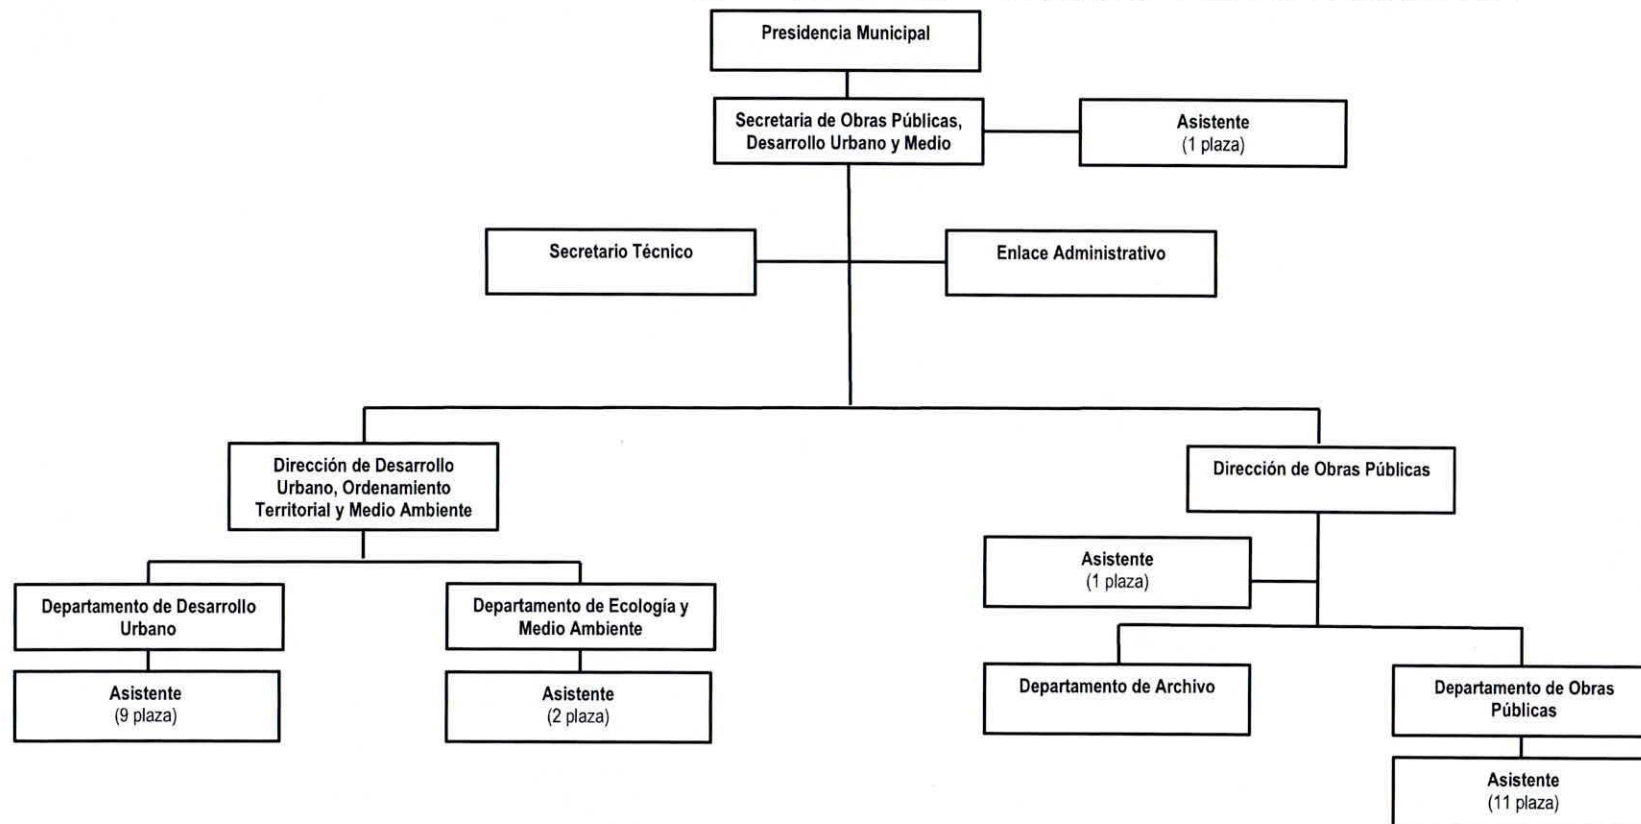 Presidencia Municipal
Secretaria de Obras Públicas,
Desarrollo Urbano y Medio
Asistente
(1 plaza)
Secretario Técnico
Enlace Administrativo
Dirección de Desarrollo
Urbano, Ordenamiento
Territorial y Medio Ambiente
Dirección de Obras Públicas
Asistente
(1 plaza)
Departamento de Desarrollo
Urbano
Departamento de Ecología y
Medio Ambiente
Departamento de Archivo
Departamento de Obras
Públicas
Asistente
(9 plaza)
Asistente
(2 plaza)
Asistente
(11 plaza)